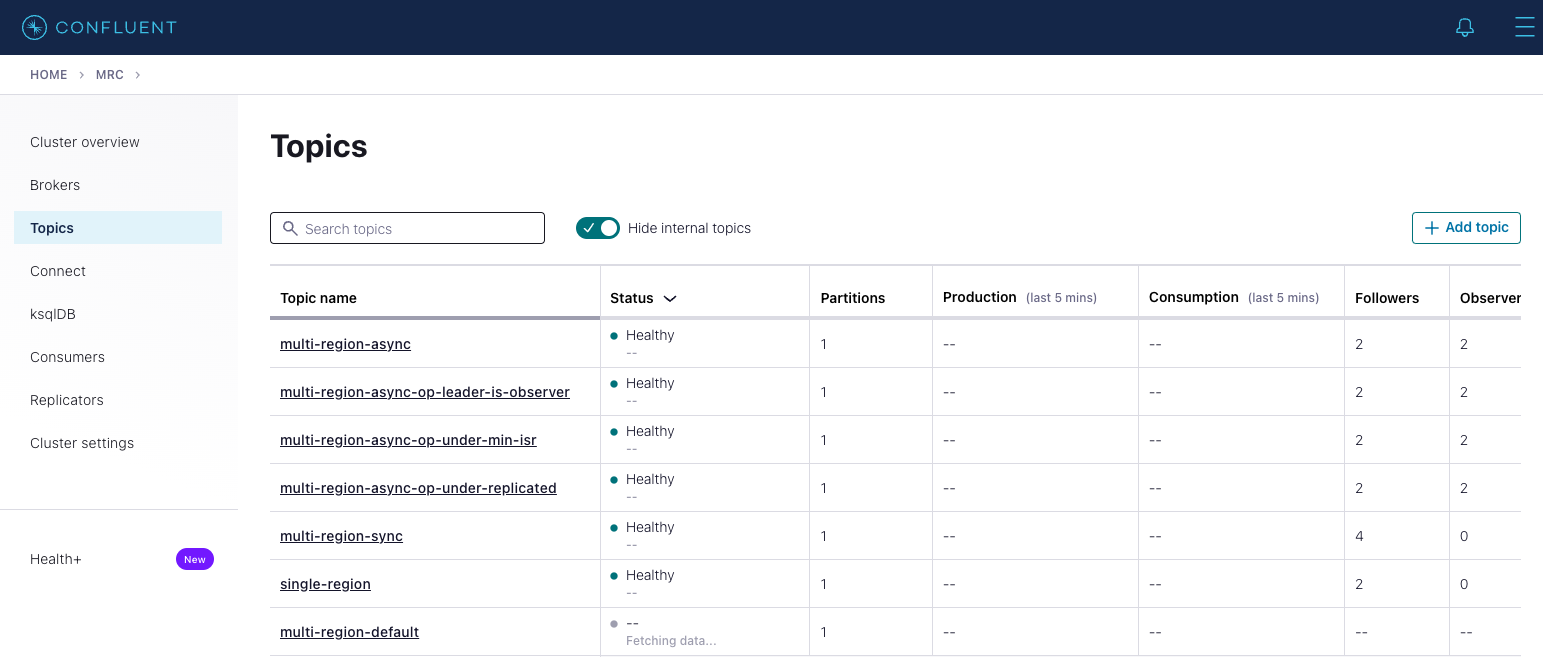 CONFLUENT
HOME > MRC >
Cluster overview
Brokers
Topics
Connect
ksqlDB
Consumers
Replicators
Cluster settings
Health+ New
Topics
Search topics Hide internal topics + Add topic
Topic name Status Partitions Production (last 5 mins) Consumption (last 5 mins) Followers Observer
multi-region-async Healthy -- 1 -- -- 2 2
multi-region-async-op-leader-is-observer Healthy -- 1 -- -- 2 2
multi-region-async-op-under-min-isr Healthy -- 1 -- -- 2 2
multi-region-async-op-under-replicated Healthy -- 1 -- -- 2 2
multi-region-sync Healthy -- 1 -- -- 4 0
single-region Healthy -- 1 -- -- 2 0
multi-region-default -- Fetching data... 1 -- -- -- --